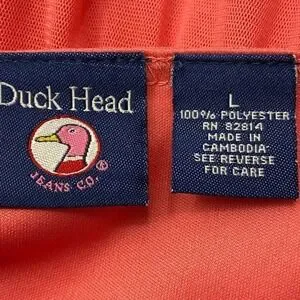 Duck Head
JEANS CO.®
L
100% POLYESTER
RN 82814
MADE IN
CAMBODIA
SEE REVERSE
FOR CARE